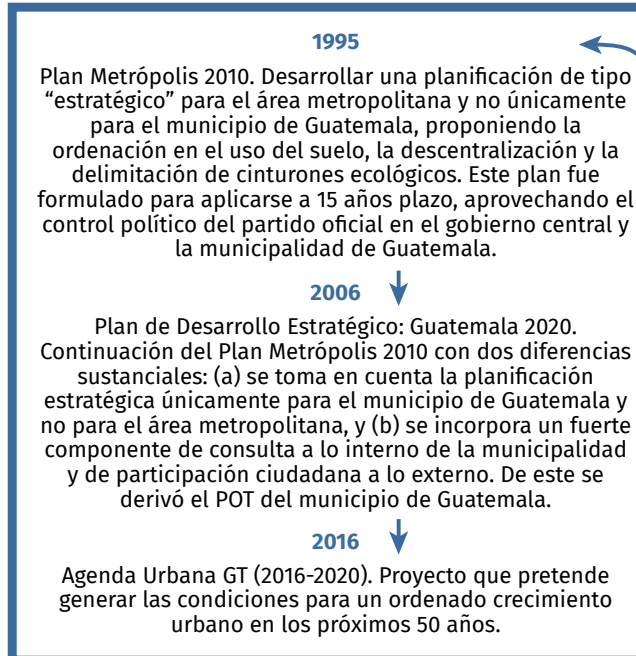 1995
Plan Metrópolis 2010. Desarrollar una planificación de tipo
“estratégico” para el área metropolitana y no únicamente
para el municipio de Guatemala, proponiendo la
ordenación en el uso del suelo, la descentralización y la
delimitación de cinturones ecológicos. Este plan fue
formulado para aplicarse a 15 años plazo, aprovechando el
control político del partido oficial en el gobierno central y
la municipalidad de Guatemala.
2006
Plan de Desarrollo Estratégico: Guatemala 2020.
Continuación del Plan Metrópolis 2010 con dos diferencias
sustanciales: (a) se toma en cuenta la planificación
estratégica únicamente para el municipio de Guatemala y
no para el área metropolitana, y (b) se incorpora un fuerte
componente de consulta a lo interno de la municipalidad
y de participación ciudadana a lo externo. De este se
derivó el POT del municipio de Guatemala.
2016
Agenda Urbana GT (2016-2020). Proyecto que pretende
generar las condiciones para un ordenado crecimiento
urbano en los próximos 50 años.